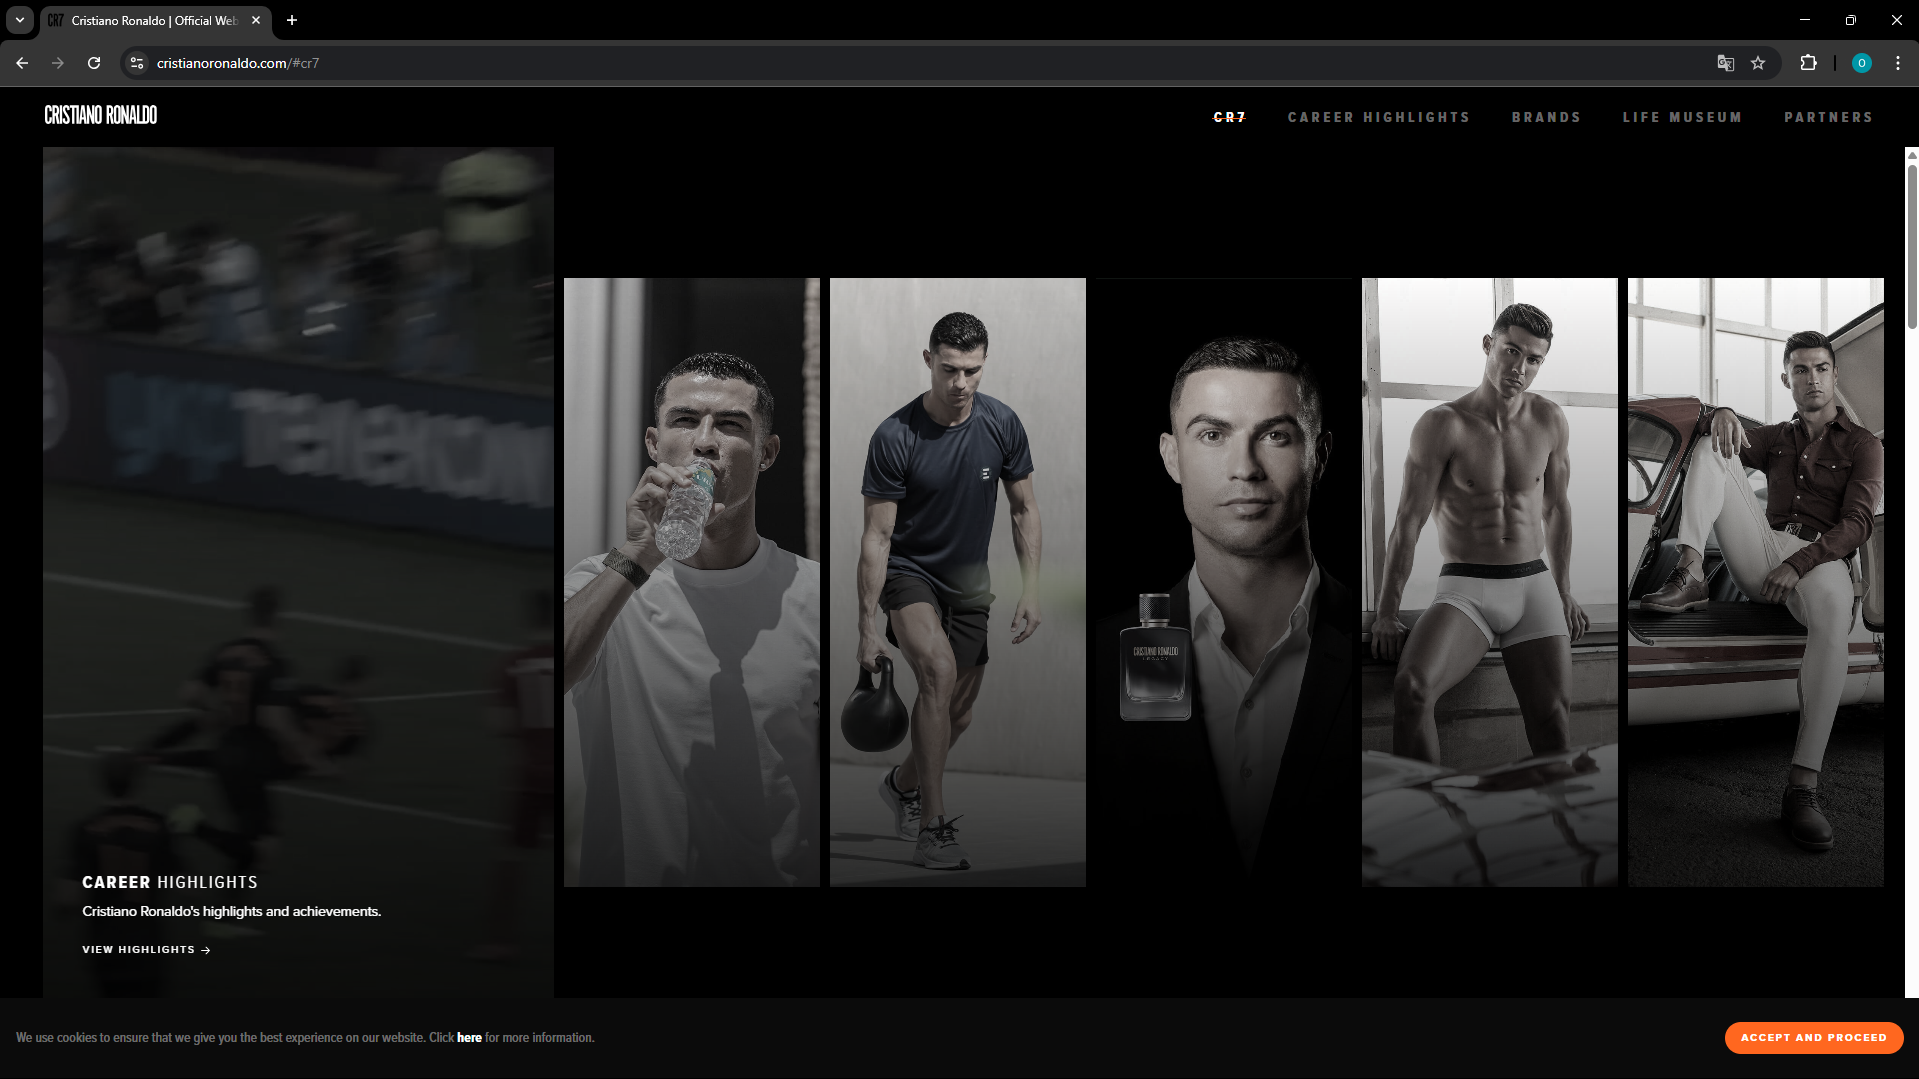 CR7 Cristiano Ronaldo | Official Web
cristianoronaldo.com/#cr7
O
CRISTIANO RONALDO
CR7
CAREER HIGHLIGHTS
BRANDS
LIFE MUSEUM
PARTNERS
TELEKOM
CRISTIANO RONALDO
LEGACY
CAREER HIGHLIGHTS
Cristiano Ronaldo's highlights and achievements.
VIEW HIGHLIGHTS →
We use cookies to ensure that we give you the best experience on our website. Click here for more information.
ACCEPT AND PROCEED